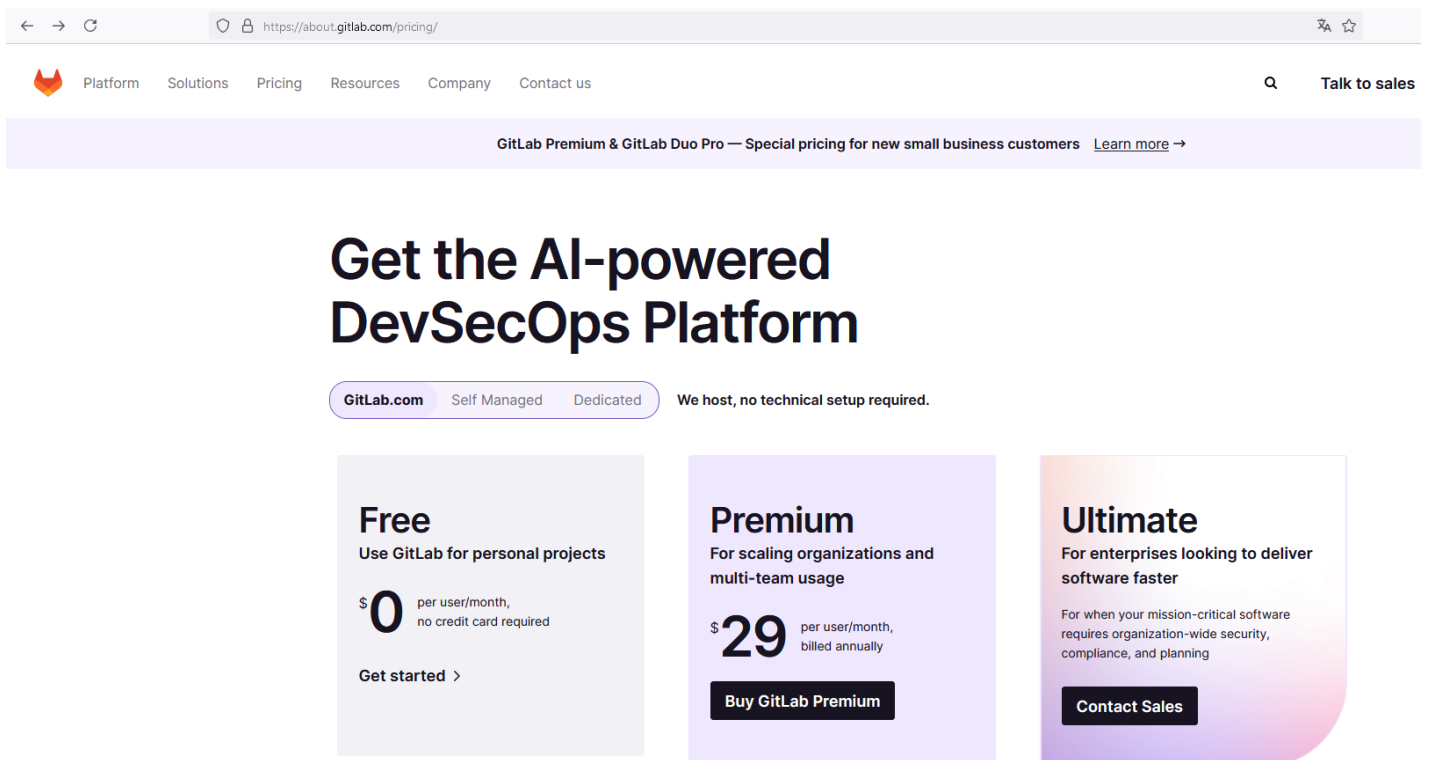 https://about.gitlab.com/pricing/
Platform Solutions Pricing Resources Company Contact us Talk to sales
GitLab Premium & GitLab Duo Pro — Special pricing for new small business customers Learn more →
Get the AI-powered
DevSecOps Platform
GitLab.com Self Managed Dedicated We host, no technical setup required.
Free
Use GitLab for personal projects
$0 per user/month,
no credit card required
Get started >
Premium
For scaling organizations and
multi-team usage
$29 per user/month,
billed annually
Buy GitLab Premium
Ultimate
For enterprises looking to deliver
software faster
For when your mission-critical software
requires organization-wide security,
compliance, and planning
Contact Sales